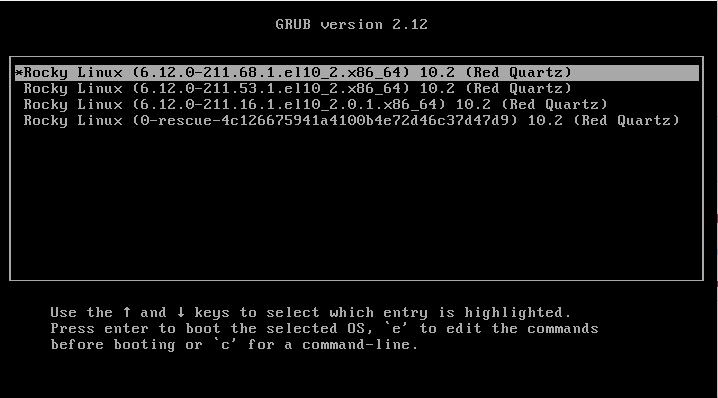 GRUB version 2.12
*Rocky Linux (6.12.0-211.68.1.el10_2.x86_64) 10.2 (Red Quartz)
Rocky Linux (6.12.0-211.53.1.el10_2.x86_64) 10.2 (Red Quartz)
Rocky Linux (6.12.0-211.16.1.el10_2.0.1.x86_64) 10.2 (Red Quartz)
Rocky Linux (0-rescue-4c126675941a4100b4e72d46c37d47d9) 10.2 (Red Quartz)
Use the ↑ and ↓ keys to select which entry is highlighted.
Press enter to boot the selected OS, `e' to edit the commands
before booting or `c' for a command-line.